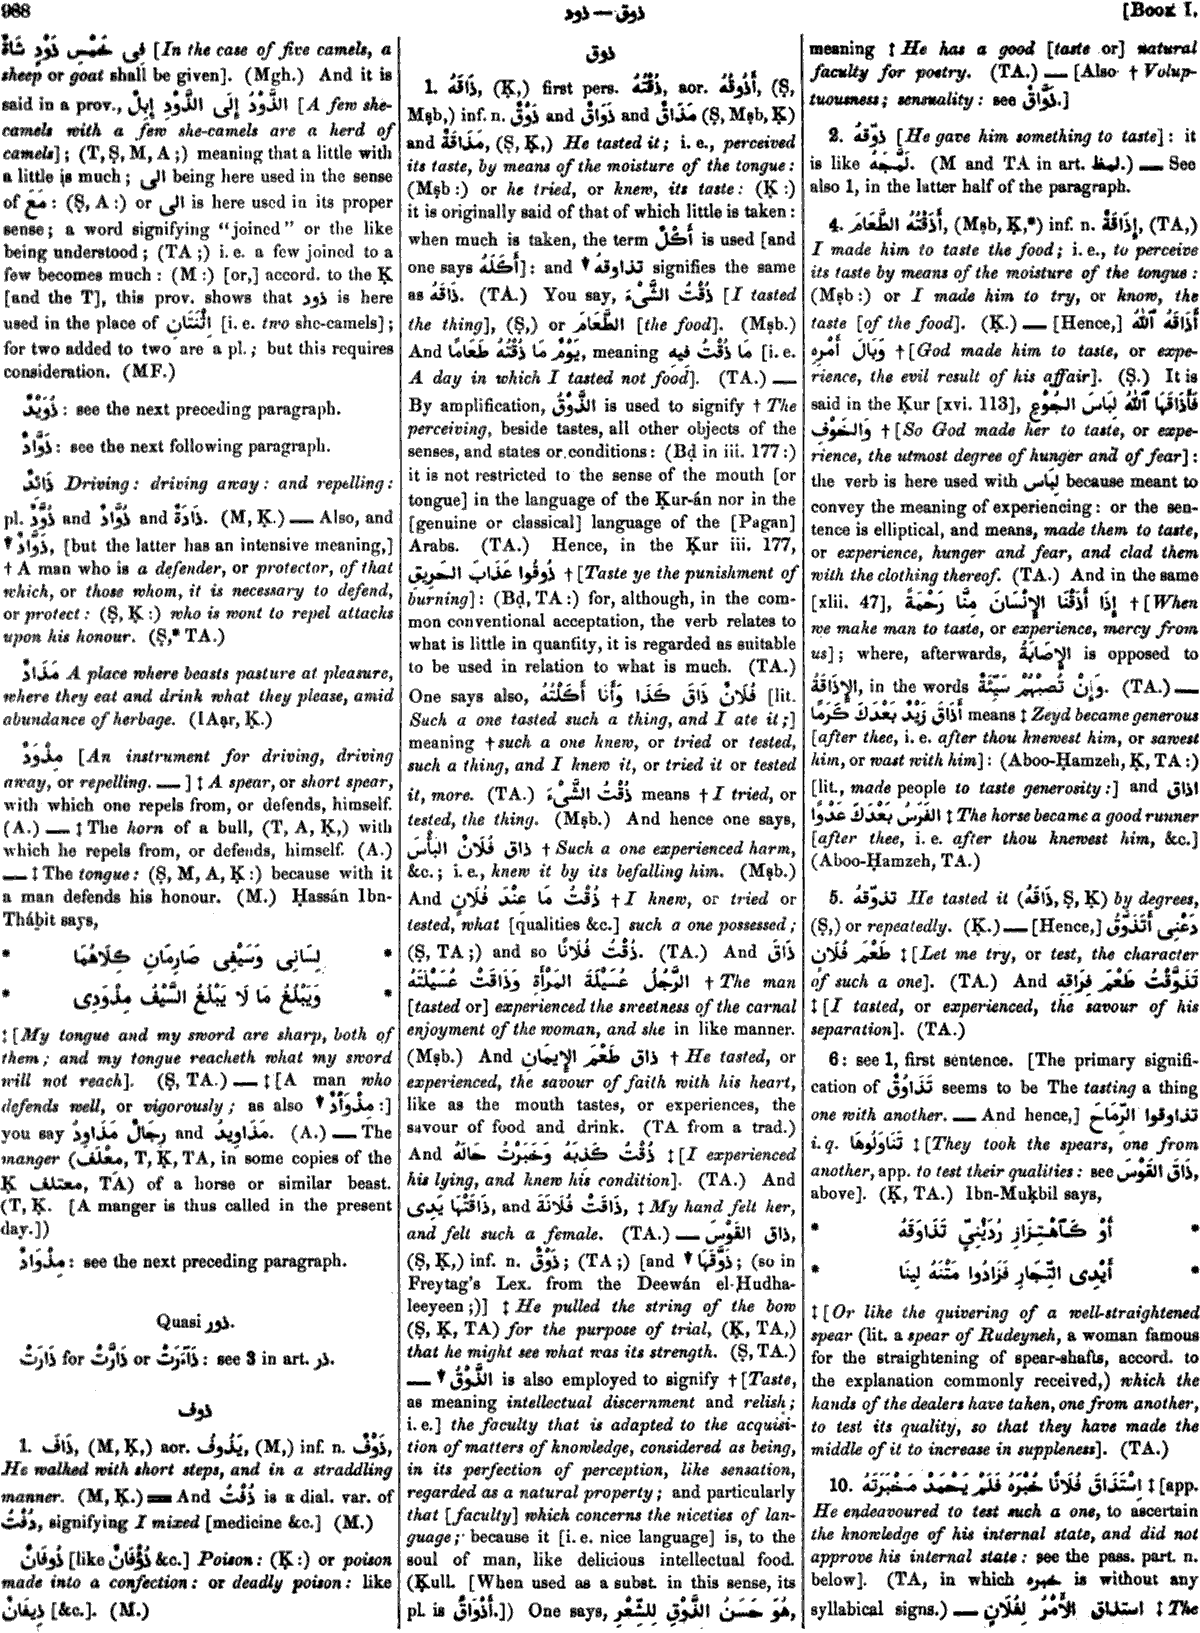 988
ذوق — ذود
[Book I.
فِى خَمْسِ ذَوْدٍ شَاةٌ [In the case of five camels, a
sheep or goat shall be given]. (Mgh.) And it is
said in a prov., الذَّوْدُ إِلَى الذَّوْدِ إِبِلٌ [A few she-
camels with a few she-camels are a herd of
camels]; (T, Ṣ, M, A;) meaning that a little with
a little is much; الى being here used in the sense
of مَعَ: (Ṣ, A:) or الى is here used in its proper
sense; a word signifying “joined” or the like
being understood; (TA;) i. e. a few joined to a
few becomes much: (M:) [or,] accord. to the Ḳ
[and the T], this prov. shows that ذود is here
used in the place of اثْنَتَانِ [i. e. two she-camels];
for two added to two are a pl.; but this requires
consideration. (MF.)
ذُوَيْدٌ: see the next preceding paragraph.
ذَوَّادٌ: see the next following paragraph.
ذَائِدٌ Driving: driving away: and repelling:
pl. ذُوَّدٌ and ذُوَّادٌ and ذَادَةٌ. (M, Ḳ.) — Also, and
▼ ذَوَّادٌ, [but the latter has an intensive meaning,]
† A man who is a defender, or protector, of that
which, or those whom, it is necessary to defend,
or protect: (Ṣ, Ḳ:) who is wont to repel attacks
upon his honour. (Ṣ,* TA.)
مَذَادٌ A place where beasts pasture at pleasure,
where they eat and drink what they please, amid
abundance of herbage. (IAạr, Ḳ.)
مِذْوَدٌ [An instrument for driving, driving
away, or repelling. — ] ‡ A spear, or short spear,
with which one repels from, or defends, himself.
(A.) — ‡ The horn of a bull, (T, A, Ḳ,) with
which he repels from, or defends, himself. (A.)
— ‡ The tongue: (Ṣ, M, A, Ḳ:) because with it
a man defends his honour. (M.) Ḥassán Ibn-
Thábit says,
* لِسَانِى وَسَيْفِى صَارِمَانِ كِلَاهُمَا *
* وَيَبْلُغُ مَا لَا يَبْلُغُ السَّيْفُ مِذْوَدِى *
‡ [My tongue and my sword are sharp, both of
them; and my tongue reacheth what my sword
will not reach]. (Ṣ, TA.) — ‡ [A man who
defends well, or vigorously; as also ▼ مِذْوَادٌ:]
you say رِجَالٌ مَذَاوِدُ and مَذَاوِيدُ. (A.) — The
manger (مِعْلَف, T, Ḳ, TA, in some copies of the
Ḳ معتلف, TA) of a horse or similar beast.
(T, Ḳ. [A manger is thus called in the present
day.])
مِذْوَادٌ: see the next preceding paragraph.
Quasi ذور.
ذَارَتْ for ذَارَّتْ or ذَآءَرَتْ: see 3 in art. ذر.
ذوف
1. ذَافَ, (M, Ḳ,) aor. يَذُوفُ, (M,) inf. n. ذَوْفٌ,
He walked with short steps, and in a straddling
manner. (M, Ḳ.) = And ذُفْتُ is a dial. var. of
دُفْتُ, signifying I mixed [medicine &c.] (M.)
ذُوفَانٌ [like ذُؤْفَانٌ &c.] Poison: (Ḳ:) or poison
made into a confection: or deadly poison: like
ذِيفَانٌ [&c.]. (M.)
ذوق
1. ذَاقَهُ, (Ḳ,) first pers. ذُقْتُهُ, aor. أَذُوقُهُ, (Ṣ,
Mṣb,) inf. n. ذَوْقٌ and ذَوَاقٌ and مَذَاقٌ (Ṣ, Mṣb, Ḳ)
and مَذَاقَةٌ, (Ṣ, Ḳ,) He tasted it; i. e., perceived
its taste, by means of the moisture of the tongue:
(Mṣb:) or he tried, or knew, its taste: (Ḳ:)
it is originally said of that of which little is taken:
when much is taken, the term أَكْلٌ is used [and
one says أَكَلَهُ]: and ▼ تذاوقهُ signifies the same
as ذَاقَهُ. (TA.) You say, ذُقْتُ الشَّىْءَ [I tasted
the thing], (Ṣ,) or الطَّعَامَ [the food]. (Mṣb.)
And يَوْمٌ مَا ذُقْتُهُ طَعَامًا, meaning مَا ذُقْتُ فِيهِ [i. e.
A day in which I tasted not food]. (TA.) —
By amplification, الذَّوْقُ is used to signify † The
perceiving, beside tastes, all other objects of the
senses, and states or conditions: (Bḍ in iii. 177:)
it is not restricted to the sense of the mouth [or
tongue] in the language of the Ḳur-án nor in the
[genuine or classical] language of the [Pagan]
Arabs. (TA.) Hence, in the Ḳur iii. 177,
ذُوقُوا عَذَابَ الحَرِيقِ † [Taste ye the punishment of
burning]: (Bḍ, TA:) for, although, in the com-
mon conventional acceptation, the verb relates to
what is little in quantity, it is regarded as suitable
to be used in relation to what is much. (TA.)
One says also, فُلَانٌ ذَاقَ كَذَا وَأَنَا أَكَلْتُهُ [lit.
Such a one tasted such a thing, and I ate it;]
meaning † such a one knew, or tried or tested,
such a thing, and I knew it, or tried it or tested
it, more. (TA.) ذُقْتُ الشَّىْءَ means † I tried, or
tested, the thing. (Mṣb.) And hence one says,
ذاق فُلَانٌ البَأْسَ † Such a one experienced harm,
&c.; i. e., knew it by its befalling him. (Mṣb.)
And ذُقْتُ مَا عِنْدَ فُلَانٍ † I knew, or tried or
tested, what [qualities &c.] such a one possessed;
(Ṣ, TA;) and so ذُقْتُ فُلَانًا. (TA.) And ذَاقَ
الرَّجُلُ عُسَيْلَةَ المَرْأَةِ وَذَاقَتْ عُسَيْلَتَهُ † The man
[tasted or] experienced the sweetness of the carnal
enjoyment of the woman, and she in like manner.
(Mṣb.) And ذاق طَعْمَ الإِيمَانِ † He tasted, or
experienced, the savour of faith with his heart,
like as the mouth tastes, or experiences, the
savour of food and drink. (TA from a trad.)
And ذُقْتُ كَذِبَهُ وَخَبَرْتُ حَالَهُ ‡ [I experienced
his lying, and knew his condition]. (TA.) And
ذَاقَتْهَا يَدِى, and ذَاقَتْ فُلَانَةَ, ‡ My hand felt her,
and felt such a female. (TA.) — ذاق القَوْسَ,
(Ṣ, Ḳ,) inf. n. ذَوْقٌ; (TA;) [and ▼ ذَوَّقَهَا; (so in
Freytag's Lex. from the Deewán el-Hudha-
leeyeen;)] ‡ He pulled the string of the bow
(Ṣ, Ḳ, TA) for the purpose of trial, (Ḳ, TA,)
that he might see what was its strength. (Ṣ, TA.)
— ▼ الذَّوْقُ is also employed to signify † [Taste,
as meaning intellectual discernment and relish;
i. e.] the faculty that is adapted to the acquisi-
tion of matters of knowledge, considered as being,
in its perfection of perception, like sensation,
regarded as a natural property; and particularly
that [faculty] which concerns the niceties of lan-
guage; because it [i. e. nice language] is, to the
soul of man, like delicious intellectual food.
(Ḳull. [When used as a subst. in this sense, its
pl. is أَذْوَاقٌ.]) One says, هُوَ حَسَنُ الذَّوْقِ لِلشِّعْرِ,
meaning ‡ He has a good [taste or] natural
faculty for poetry. (TA.) — [Also † Volup-
tuousness; sensuality: see ذَوَّاقٌ.]
2. ذوّقهُ [He gave him something to taste]: it
is like لَمَّجَهُ. (M and TA in art. لمظ.) — See
also 1, in the latter half of the paragraph.
4. أَذَقْتُهُ الطَّعَامَ, (Mṣb, Ḳ,*) inf. n. إِذَاقَةٌ, (TA,)
I made him to taste the food; i. e., to perceive
its taste by means of the moisture of the tongue:
(Mṣb:) or I made him to try, or know, the
taste [of the food]. (Ḳ.) — [Hence,] أَذَاقَهُ ٱللّٰهُ
وَبَالَ أَمْرِهِ † [God made him to taste, or expe-
rience, the evil result of his affair]. (Ṣ.) It is
said in the Ḳur [xvi. 113], فَأَذَاقَهَا ٱللّٰهُ لِبَاسَ الجُوْعِ
وَالخَوْفِ † [So God made her to taste, or expe-
rience, the utmost degree of hunger and of fear]:
the verb is here used with لِبَاس because meant to
convey the meaning of experiencing: or the sen-
tence is elliptical, and means, made them to taste,
or experience, hunger and fear, and clad them
with the clothing thereof. (TA.) And in the same
[xlii. 47], إِذَا أَذَقْنَا الإِنْسَانَ مِنَّا رَحْمَةً † [When
we make man to taste, or experience, mercy from
us]; where, afterwards, الإِصَابَةُ is opposed to
الإِذَاقَةُ, in the words وَإِنْ تُصِبْهُمْ سَيِّئَةٌ. (TA.) —
أَذَاقَ زَيْدٌ بَعْدَكَ كَرَمًا means ‡ Zeyd became generous
[after thee, i. e. after thou knewest him, or sawest
him, or wast with him]: (Aboo-Ḥamzeh, Ḳ, TA:)
[lit., made people to taste generosity:] and اذاق
الفَرَسُ بَعْدَكَ عَدْوًا ‡ The horse became a good runner
[after thee, i. e. after thou knewest him, &c.]
(Aboo-Ḥamzeh, TA.)
5. تذوّقهُ He tasted it (ذَاقَهُ, Ṣ, Ḳ) by degrees,
(Ṣ,) or repeatedly. (Ḳ.) — [Hence,] دَعْنِى أَتَذَوَّقُ
طَعْمَ فُلَانٍ ‡ [Let me try, or test, the character
of such a one]. (TA.) And تَذَوَّقْتُ طَعْمَ فِرَاقِهِ
‡ [I tasted, or experienced, the savour of his
separation]. (TA.)
6: see 1, first sentence. [The primary signifi-
cation of تَذَاوُقٌ seems to be The tasting a thing
one with another. — And hence,] تذاوقوا الرِّمَاحَ
i. q. تَنَاوَلُوهَا ‡ [They took the spears, one from
another, app. to test their qualities: see ذَاقَ القَوْسَ,
above]. (Ḳ, TA.) Ibn-Muḳbil says,
* أَوْ كَٱهْتِزَازِ رُدَيْنِىٍّ تَذَاوَقَهُ *
* أَيْدِى التِّجَارِ فَزَادُوا مَتْنَهُ لِينَا *
‡ [Or like the quivering of a well-straightened
spear (lit. a spear of Rudeyneh, a woman famous
for the straightening of spear-shafts, accord. to
the explanation commonly received,) which the
hands of the dealers have taken, one from another,
to test its quality, so that they have made the
middle of it to increase in suppleness]. (TA.)
10. اسْتَذَاقَ فُلَانًا خُبْرَهُ فَلَمْ يَحْمَدْ مَخْبَرَتَهُ ‡ [app.
He endeavoured to test such a one, to ascertain
the knowledge of his internal state, and did not
approve his internal state: see the pass. part. n.
below]. (TA, in which خبره is without any
syllabical signs.) — استذاق الأَمْرُ لِفُلَانٍ ‡ The